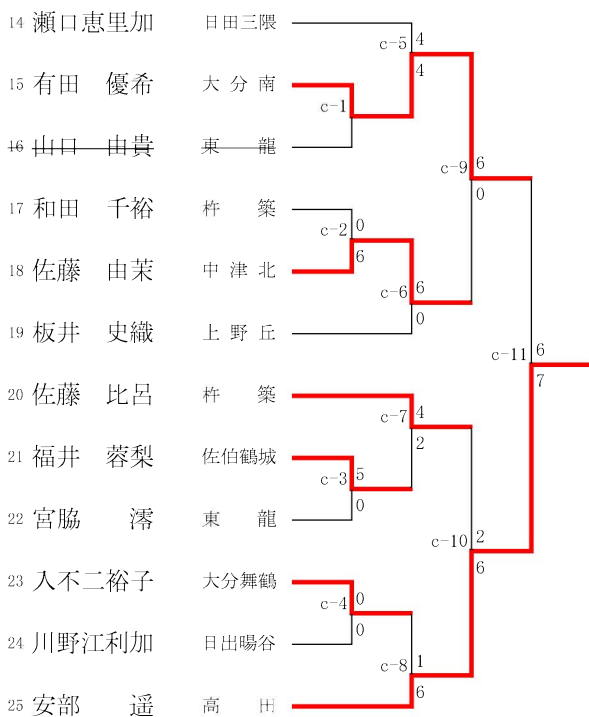 14 瀬口恵里加 日田三隈
c-5 4
4
15 有田 優希 大分南
c-1
16 山口 由貴 東 龍
c-9 6
0
17 和田 千裕 杵 築
c-2 0
6
18 佐藤 由茉 中津北
c-6 6
0
19 板井 史織 上野丘
c-11 6
7
20 佐藤 比呂 杵 築
c-7 4
2
21 福井 蓉梨 佐伯鶴城
c-3 5
0
22 宮脇 澪 東 龍
c-10 2
6
23 入不二裕子 大分舞鶴
c-4 0
0
24 川野江利加 日出暘谷
c-8 1
6
25 安部 遥 高 田